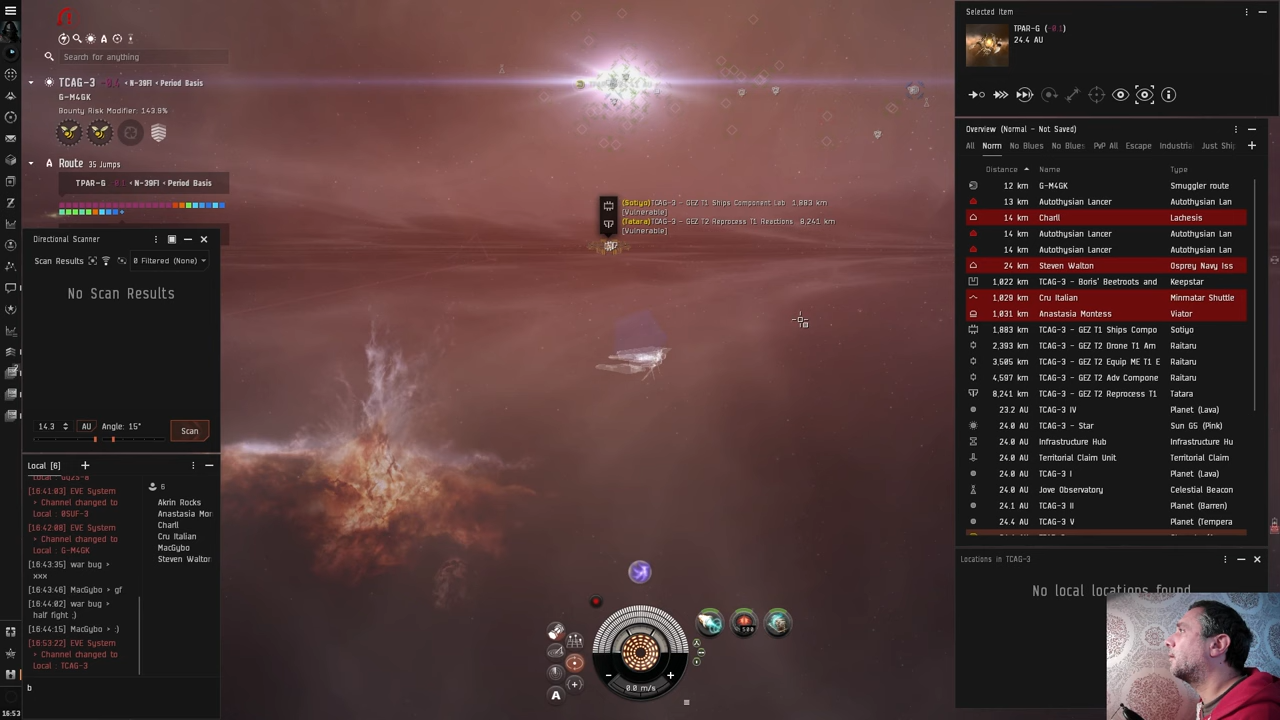 Search for anything
TCAG-3 -0.1 < N-39FI < Period Basis
G-M4GK
Bounty Risk Modifier: 143.9%
Route 35 Jumps
TPAR-G -0.1 < N-39FI < Period Basis
Directional Scanner
Scan Results
0 Filtered (None)
No Scan Results
14.3 AU Angle: 15°
Scan
Local [6]
[16:41:03] EVE System
> Channel changed to
Local : 0SUF-3
[16:42:08] EVE System
> Channel changed to
Local : G-M4GK
[16:43:35] war bug >
xxx
[16:43:46] MacGybo > gf
[16:44:02] war bug >
half fight ;)
[16:44:15] MacGybo > :)
[16:53:22] EVE System
> Channel changed to
Local : TCAG-3
6
Akrin Rocks
Anastasia Mor
Charll
Cru Italian
MacGybo
Steven Waltor
b
16:53
(Sotiyo)TCAG-3 - GEZ T1 Ships Component Lab 1,883 km
[Vulnerable]
(Tatara)TCAG-3 - GEZ T2 Reprocess T1 Reactions 8,241 km
[Vulnerable]
500
0.0 m/s
A
Selected Item
TPAR-G (-0.1)
24.4 AU
Overview (Normal - Not Saved)
All Norm No Blues No Blue: PvP All Escape Industria Just Ship
Distance Name Type
12 km G-M4GK Smuggler route
13 km Autothysian Lancer Autothysian Lan
14 km Charll Lachesis
14 km Autothysian Lancer Autothysian Lan
14 km Autothysian Lancer Autothysian Lan
24 km Steven Walton Osprey Navy Iss
1,022 km TCAG-3 - Boris' Beetroots and Keepstar
1,029 km Cru Italian Minmatar Shuttle
1,031 km Anastasia Montess Viator
1,883 km TCAG-3 - GEZ T1 Ships Compo Sotiyo
2,393 km TCAG-3 - GEZ T2 Drone T1 Am Raitaru
3,505 km TCAG-3 - GEZ T2 Equip ME T1 E Raitaru
4,597 km TCAG-3 - GEZ T2 Adv Compone Raitaru
8,241 km TCAG-3 - GEZ T2 Reprocess T1 Tatara
23.2 AU TCAG-3 IV Planet (Lava)
24.0 AU TCAG-3 - Star Sun G5 (Pink)
24.0 AU Infrastructure Hub Infrastructure Hu
24.0 AU Territorial Claim Unit Territorial Claim
24.0 AU TCAG-3 I Planet (Lava)
24.0 AU Jove Observatory Celestial Beacon
24.1 AU TCAG-3 II Planet (Barren)
24.4 AU TCAG-3 V Planet (Tempera
Locations in TCAG-3
No local locations found